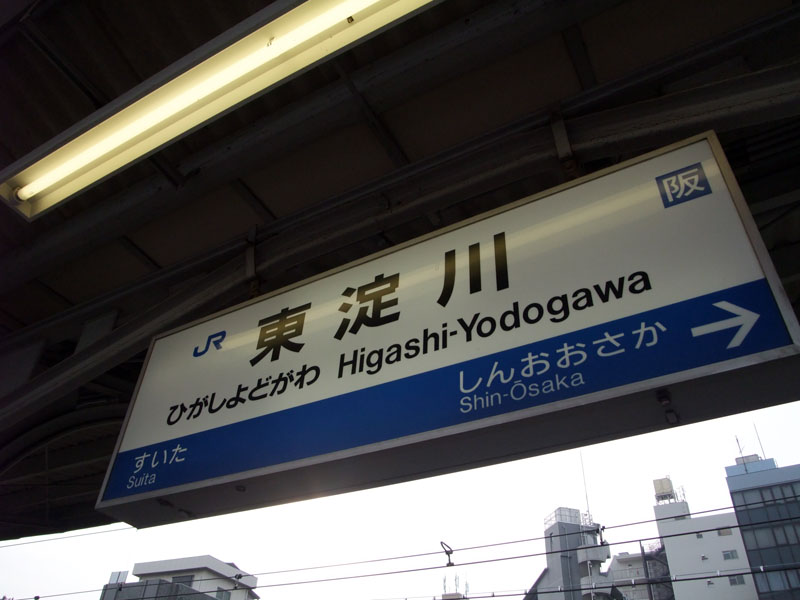 阪
JR 東淀川
ひがしよどがわ Higashi-Yodogawa
しんおおさか →
Shin-Ōsaka
すいた
Suita